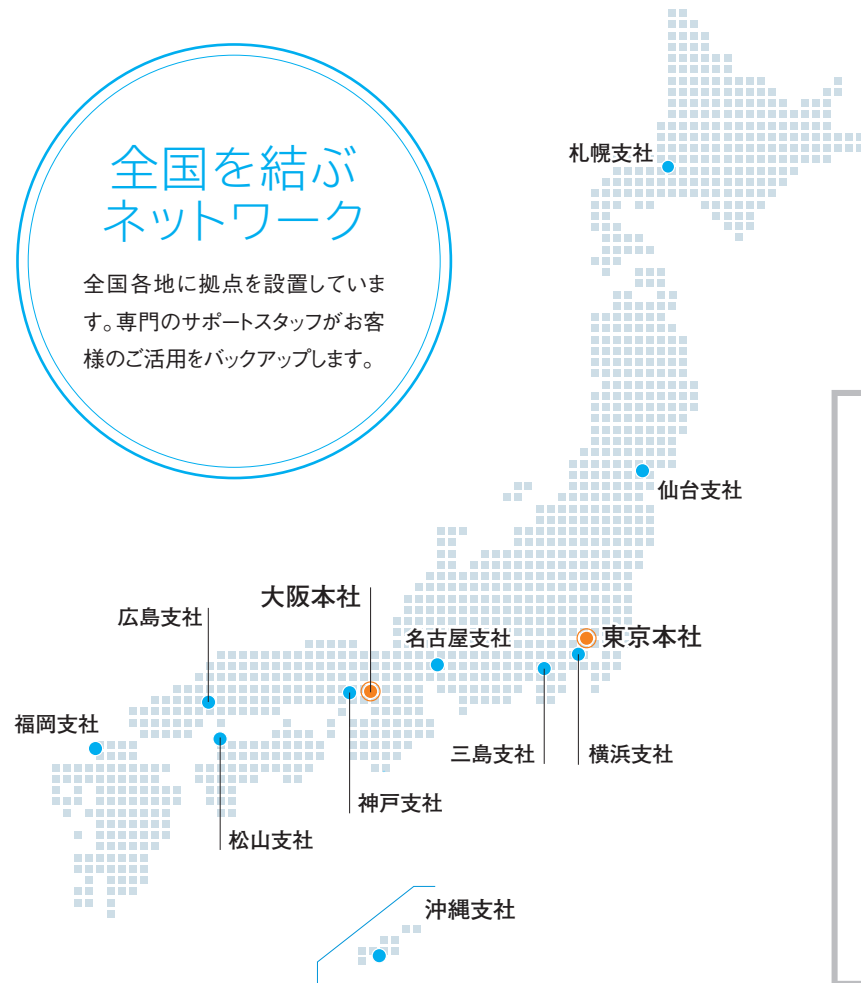 全国を結ぶ
ネットワーク
全国各地に拠点を設置していま
す。専門のサポートスタッフがお客
様のご活用をバックアップします。
札幌支社
仙台支社
大阪本社
広島支社
名古屋支社
東京本社
福岡支社
三島支社
横浜支社
神戸支社
松山支社
沖縄支社